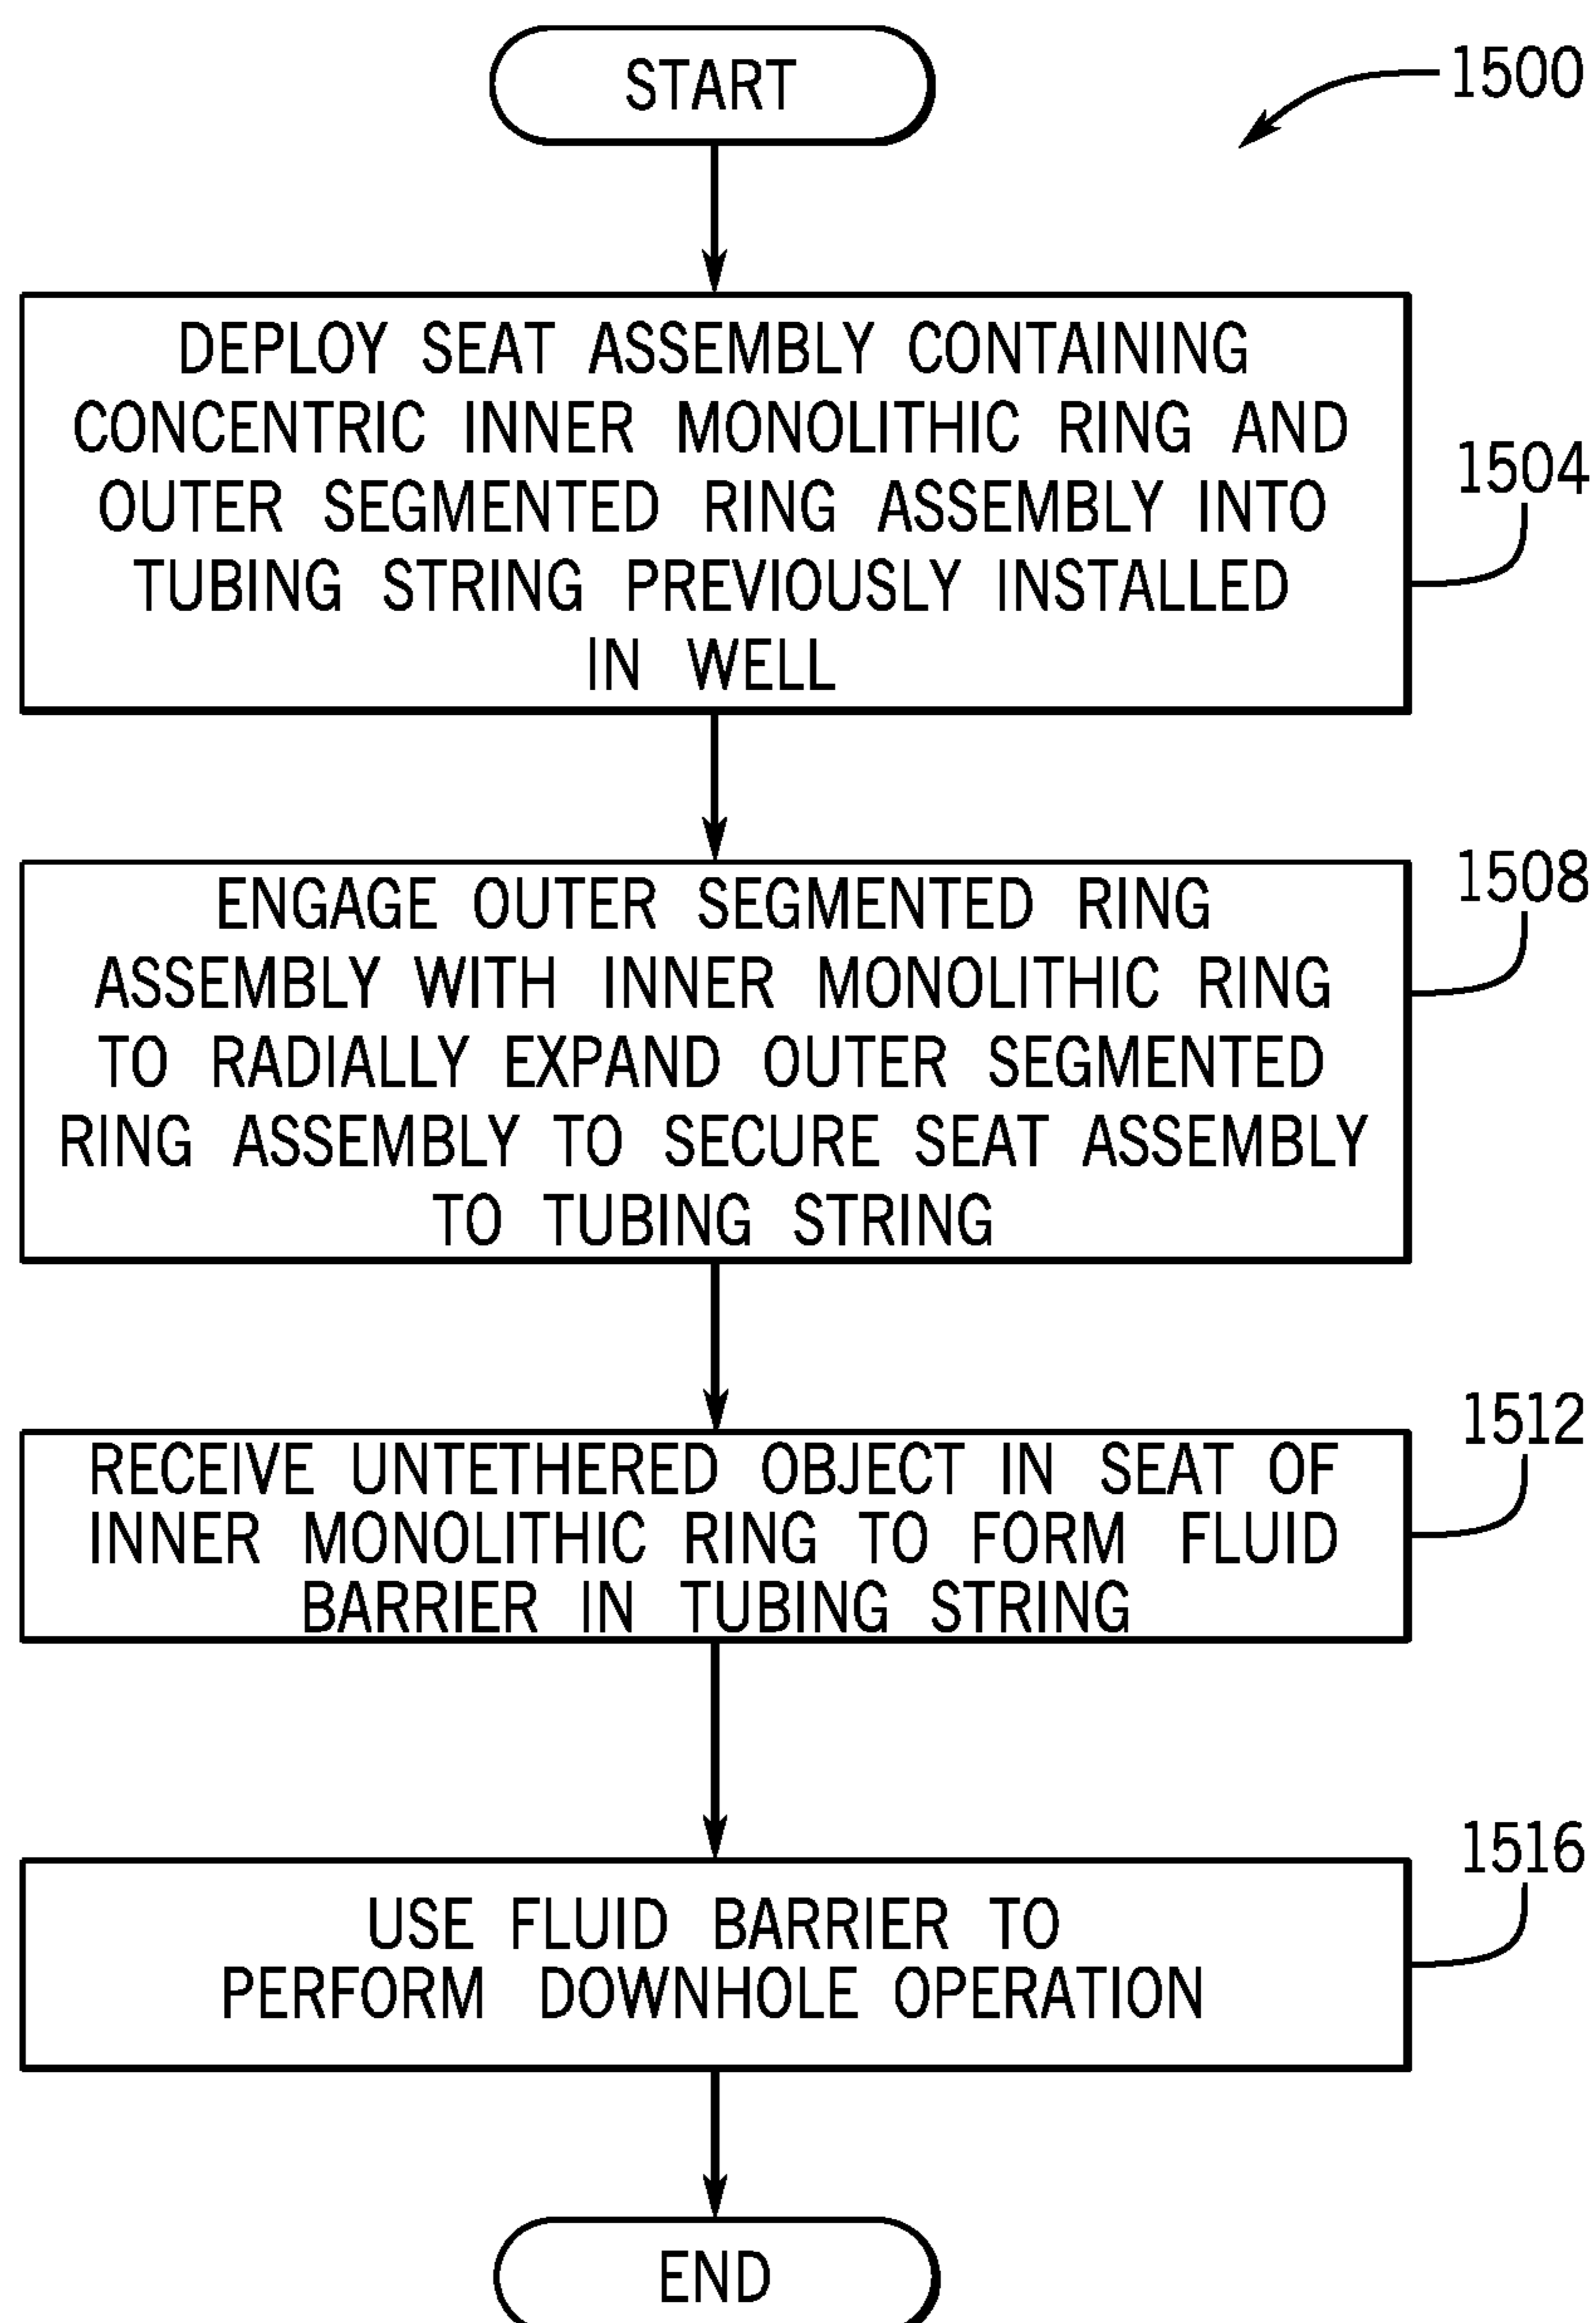 START
1500
DEPLOY SEAT ASSEMBLY CONTAINING
CONCENTRIC INNER MONOLITHIC RING AND
OUTER SEGMENTED RING ASSEMBLY INTO
TUBING STRING PREVIOUSLY INSTALLED
IN WELL
1504
ENGAGE OUTER SEGMENTED RING
ASSEMBLY WITH INNER MONOLITHIC RING
TO RADIALLY EXPAND OUTER SEGMENTED
RING ASSEMBLY TO SECURE SEAT ASSEMBLY
TO TUBING STRING
1508
RECEIVE UNTETHERED OBJECT IN SEAT OF
INNER MONOLITHIC RING TO FORM FLUID
BARRIER IN TUBING STRING
1512
USE FLUID BARRIER TO
PERFORM DOWNHOLE OPERATION
1516
END